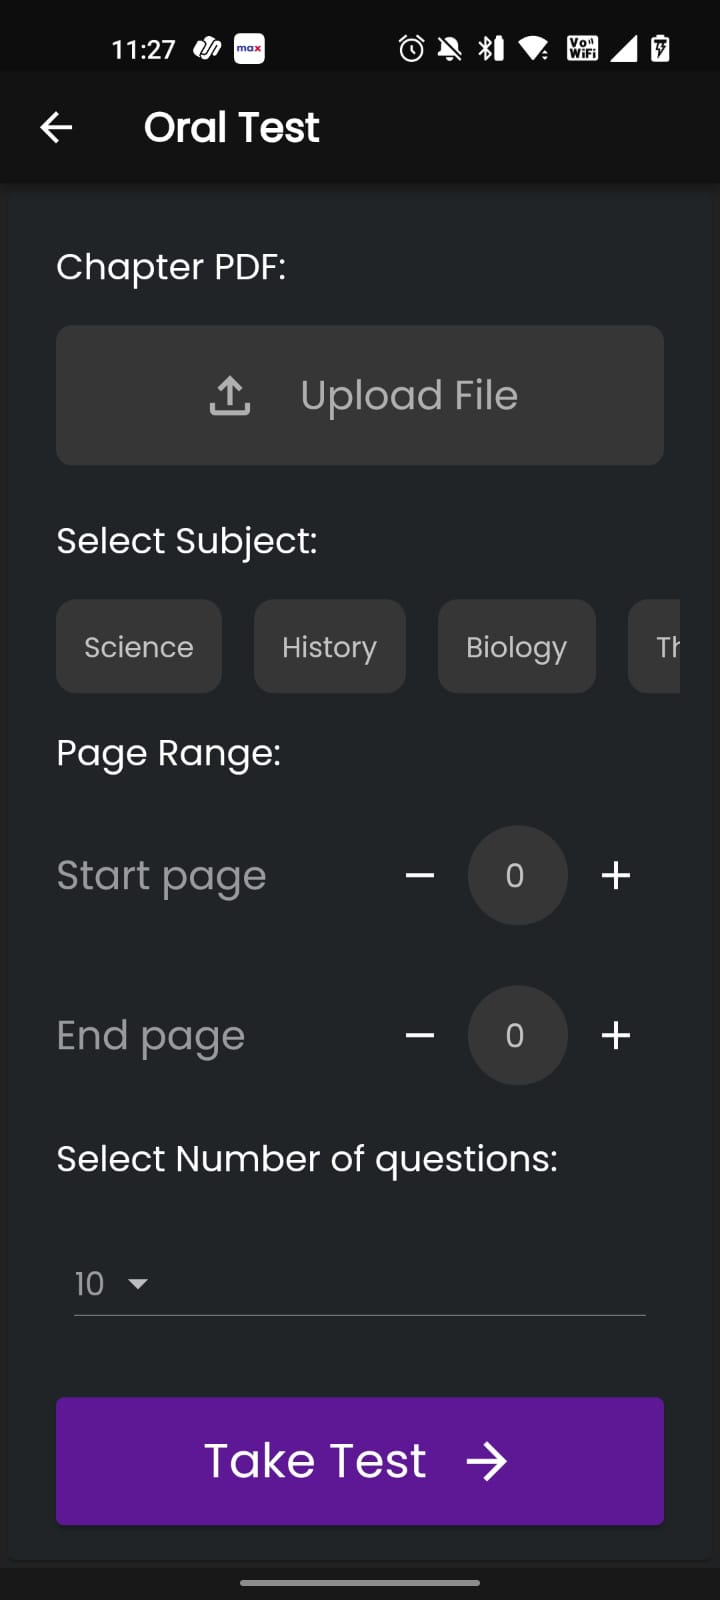 11:27 max Vo)) WiFi
Oral Test
Chapter PDF:
Upload File
Select Subject:
Science History Biology
Page Range:
Start page 0
End page 0
Select Number of questions:
10
Take Test